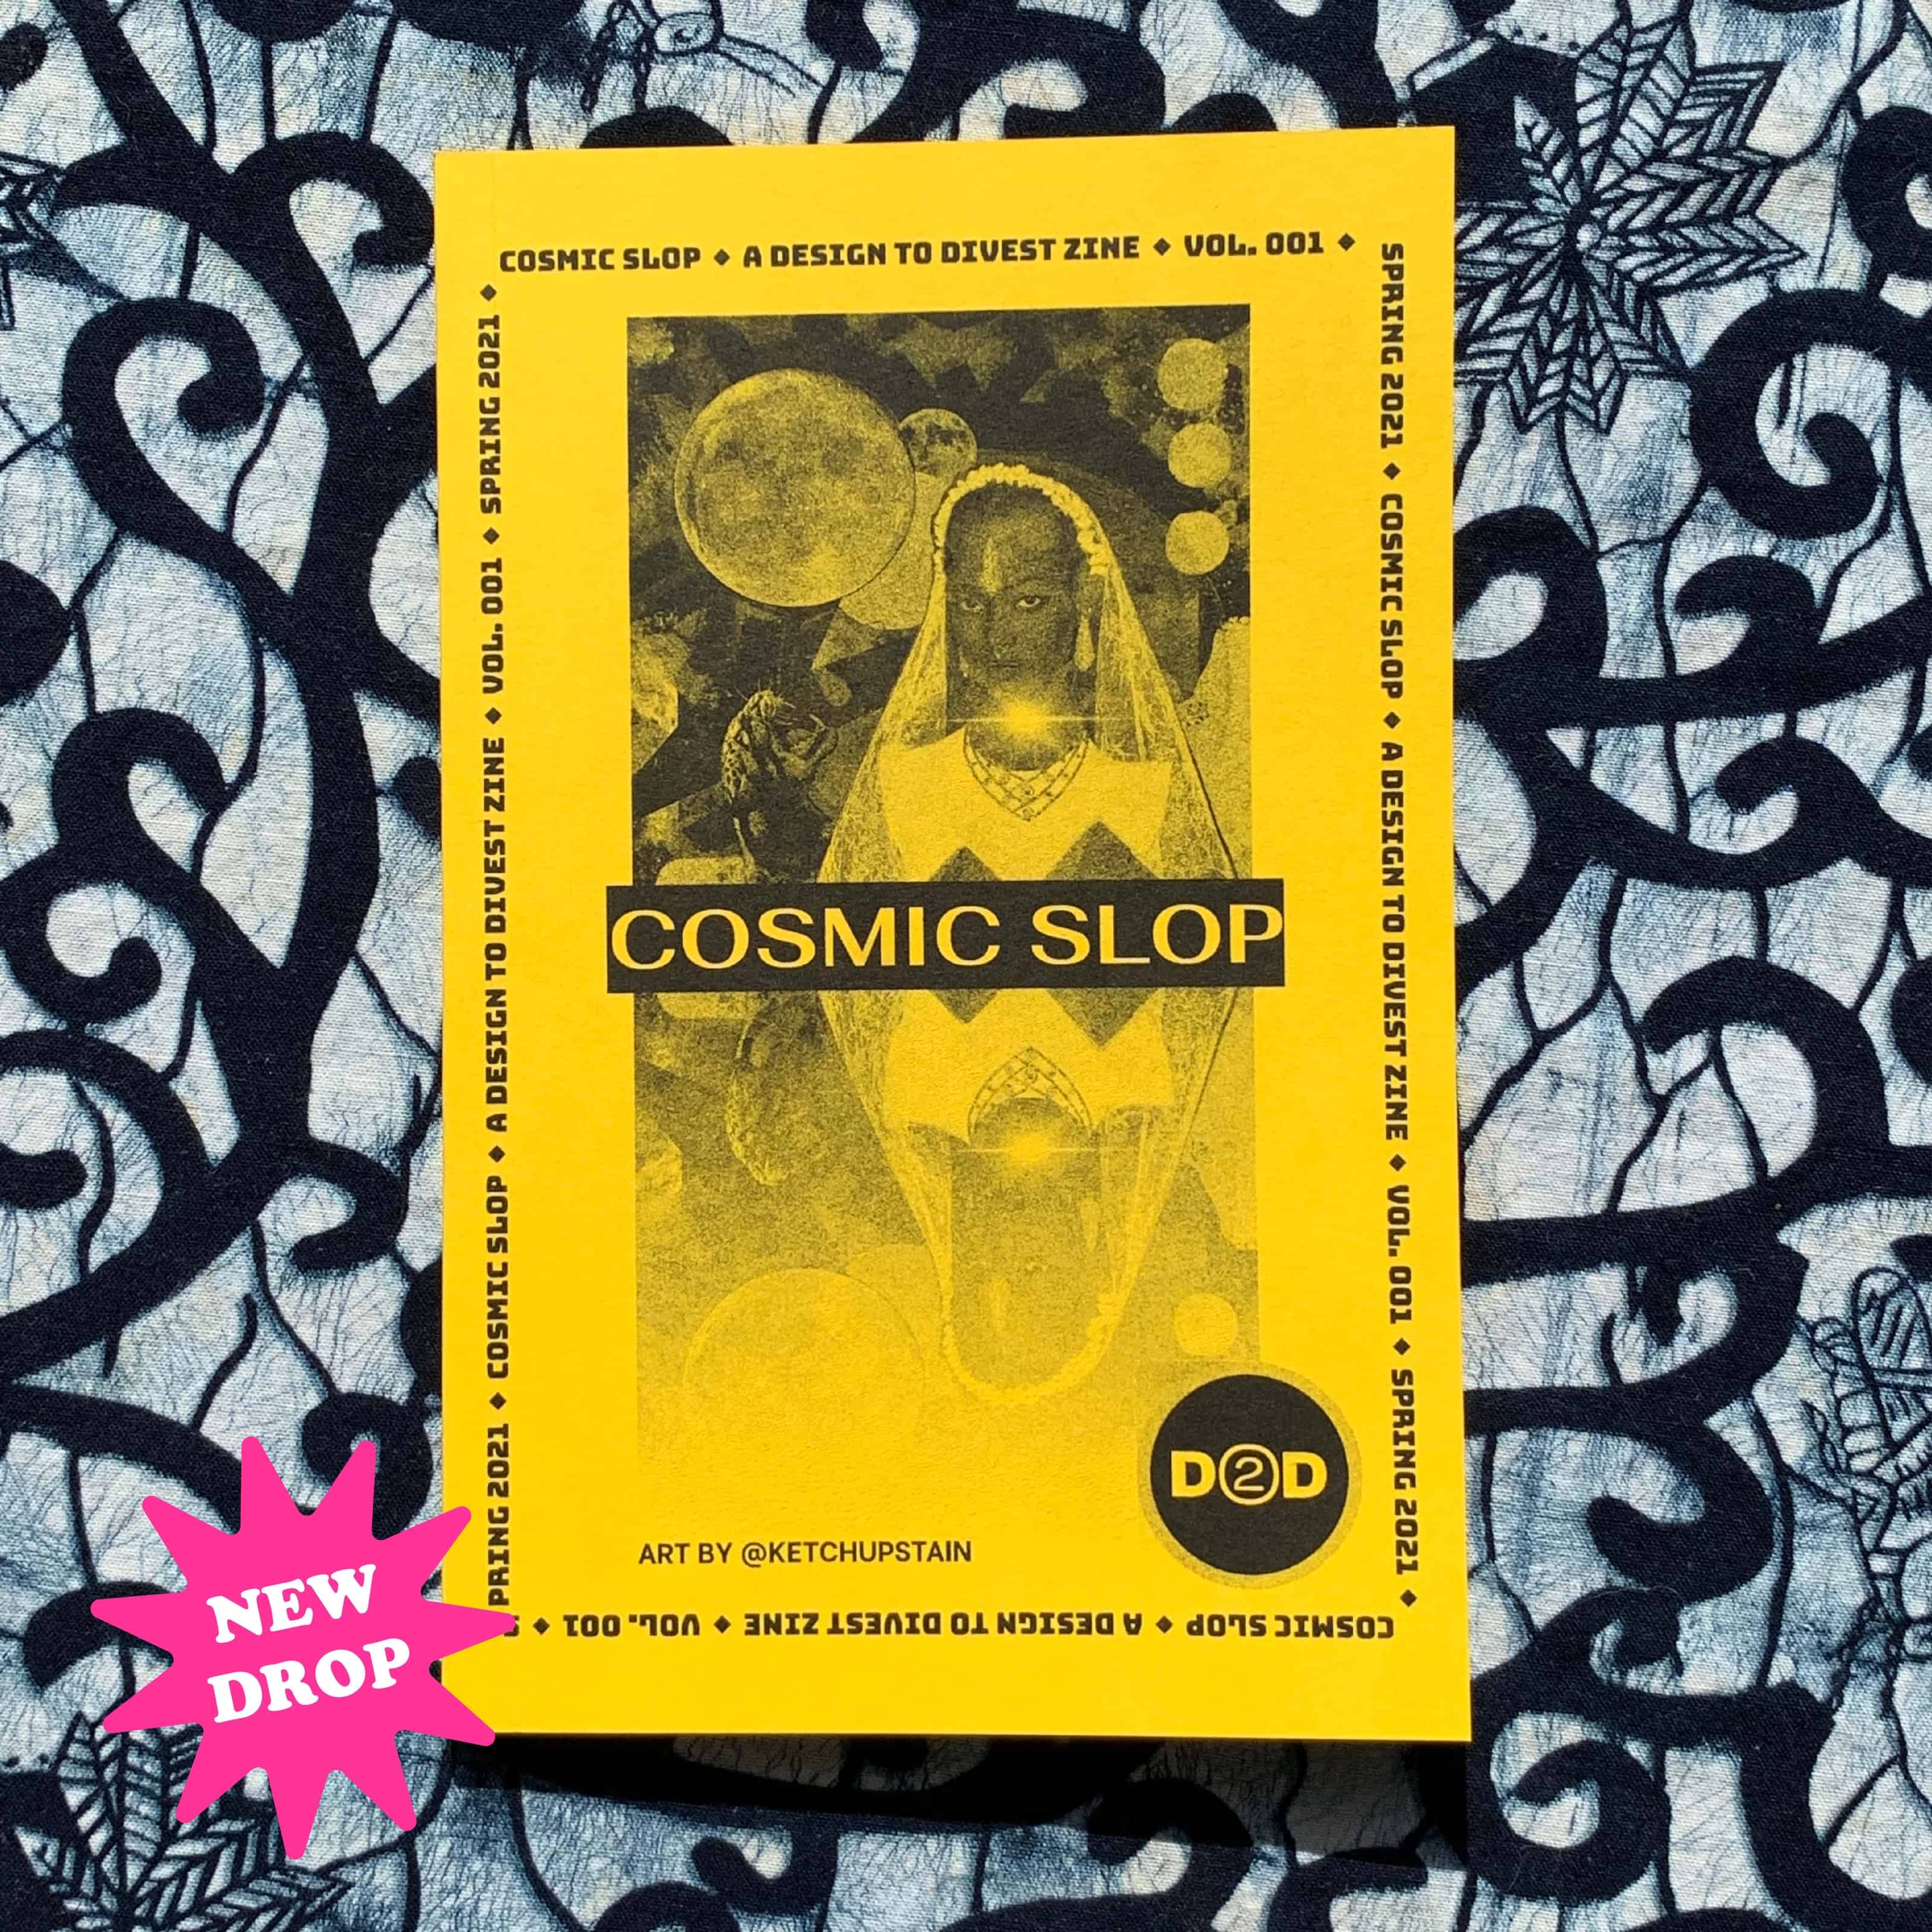 COSMIC SLOP ◆ A DESIGN TO DIVEST ZINE ◆ VOL. 001 ◆
SPRING 2021 ◆ COSMIC SLOP ◆ A DESIGN TO DIVEST ZINE ◆ VOL. 001 ◆ SPRING 2021 ◆
COSMIC SLOP ◆ A DESIGN TO DIVEST ZINE ◆ VOL. 001 ◆ S
PRING 2021 ◆ COSMIC SLOP ◆ A DESIGN TO DIVEST ZINE ◆ VOL. 001 ◆ SPRING 2021 ◆
COSMIC SLOP
D②D
ART BY @KETCHUPSTAIN
NEW
DROP